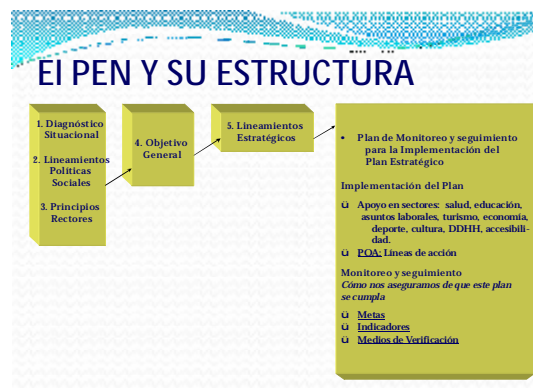 El PEN Y SU ESTRUCTURA
1. Diagnóstico
Situacional
2. Lineamientos
Políticas
Sociales
3. Principios
Rectores
4. Objetivo
General
5. Lineamientos
Estratégicos
• Plan de Monitoreo y seguimiento
para la Implementación del
Plan Estratégico
Implementación del Plan
ü Apoyo en sectores: salud, educación,
asuntos laborales, turismo, economía,
deporte, cultura, DDHH, accesibili-
dad.
ü POA: Lineas de acción
Monitoreo y seguimiento
Cómo nos aseguramos de que este plan
se cumpla
ü Metas
ü Indicadores
ü Medios de Verificación